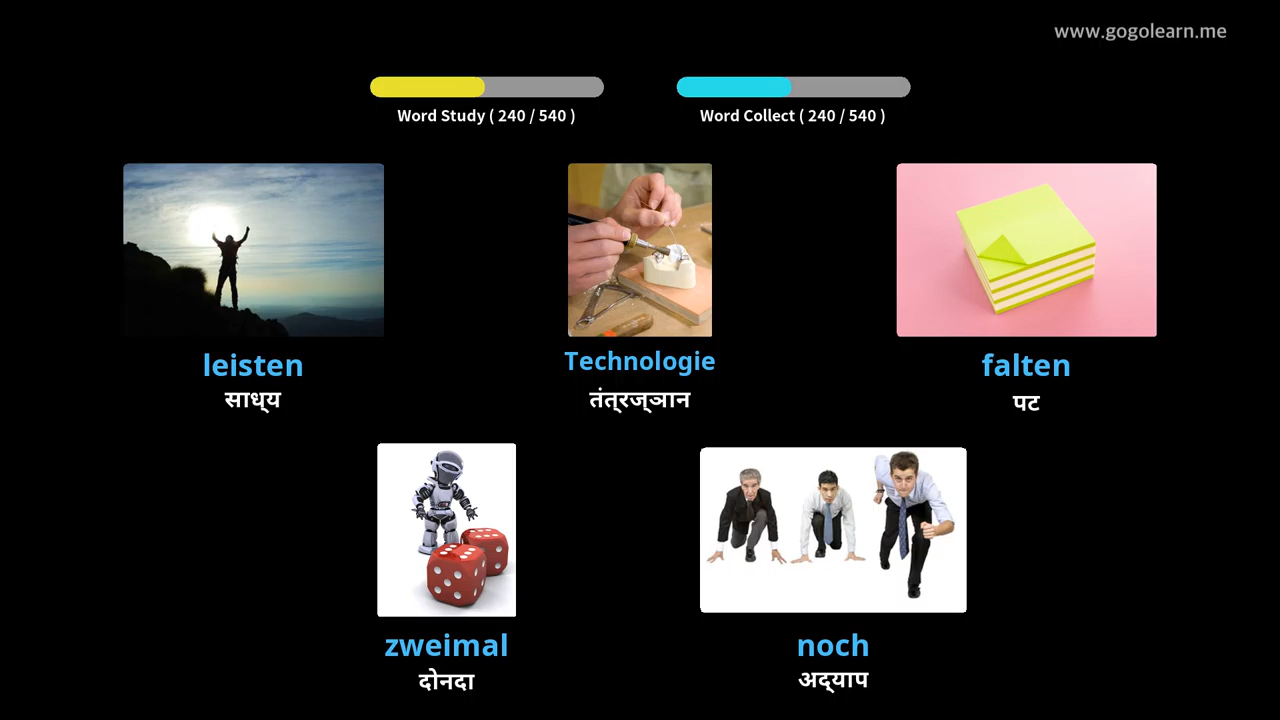 www.gogolearn.me
Word Study ( 240 / 540 )
Word Collect ( 240 / 540 )
leisten
साध्य
Technologie
तंत्रज्ञान
falten
पट
zweimal
दोनदा
noch
अद्याप